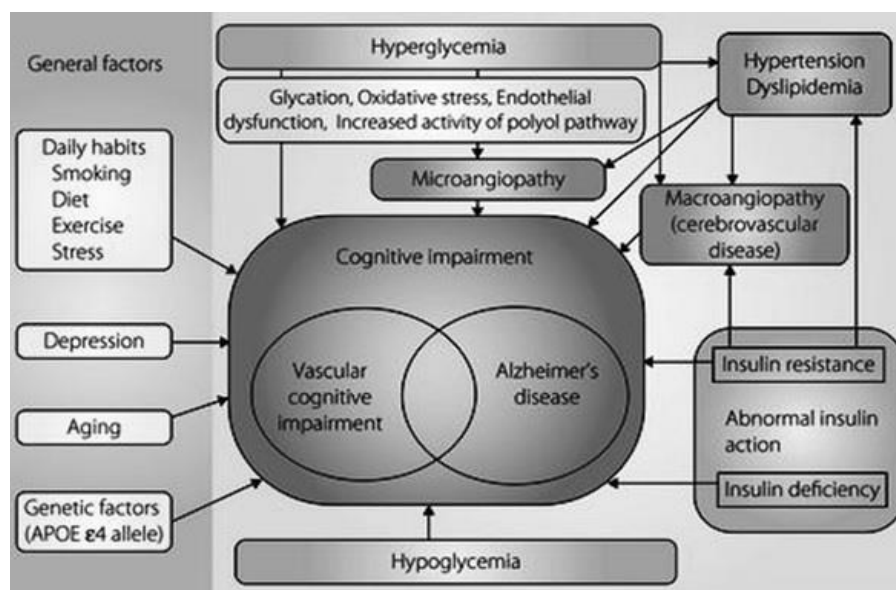 General factors
Hyperglycemia
Hypertension
Dyslipidemia
Glycation, Oxidative stress, Endothelial
dysfunction, Increased activity of polyol pathway
Daily habits
Smoking
Diet
Exercise
Stress
Microangiopathy
Macroangiopathy
(cerebrovascular
disease)
Cognitive impairment
Depression
Vascular
cognitive
impairment
Alzheimer's
disease
Insulin resistance
Abnormal insulin
action
Insulin deficiency
Aging
Genetic factors
(APOE ε4 allele)
Hypoglycemia